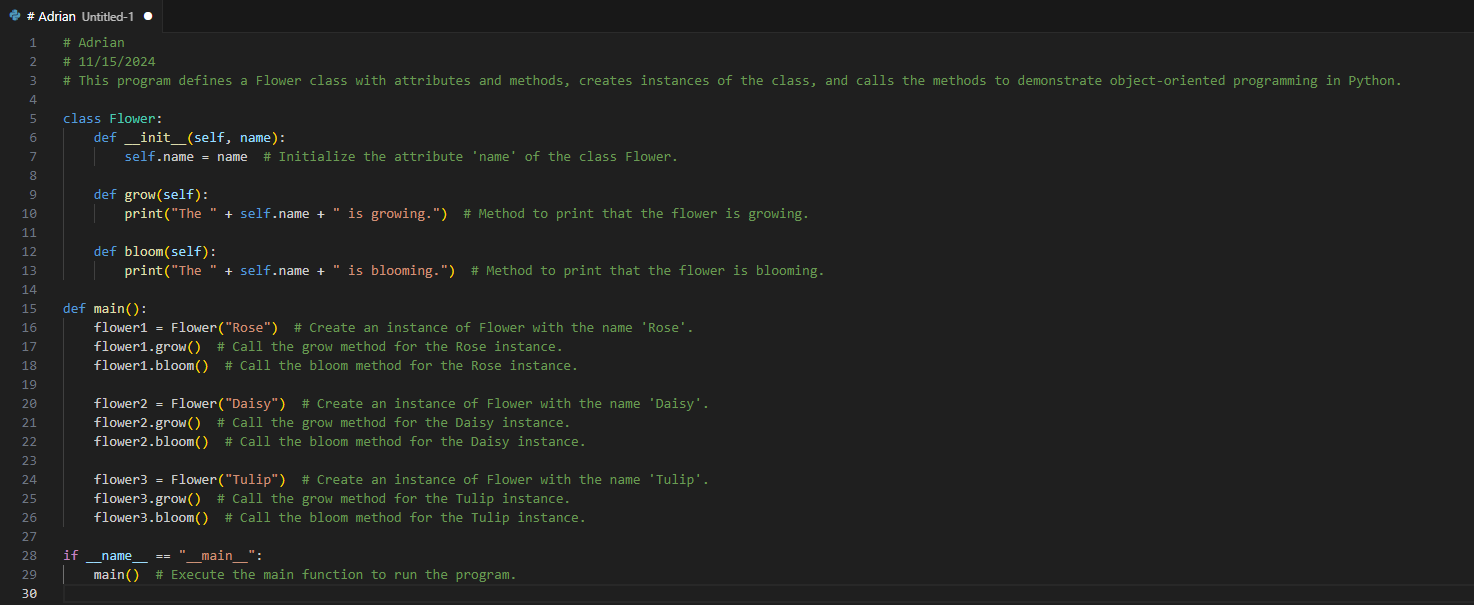 # Adrian Untitled-1
1 # Adrian
2 # 11/15/2024
3 # This program defines a Flower class with attributes and methods, creates instances of the class, and calls the methods to demonstrate object-oriented programming in Python.
4
5 class Flower:
6     def __init__(self, name):
7         self.name = name  # Initialize the attribute 'name' of the class Flower.
8
9     def grow(self):
10         print("The " + self.name + " is growing.")  # Method to print that the flower is growing.
11
12     def bloom(self):
13         print("The " + self.name + " is blooming.")  # Method to print that the flower is blooming.
14
15 def main():
16     flower1 = Flower("Rose")  # Create an instance of Flower with the name 'Rose'.
17     flower1.grow()  # Call the grow method for the Rose instance.
18     flower1.bloom()  # Call the bloom method for the Rose instance.
19
20     flower2 = Flower("Daisy")  # Create an instance of Flower with the name 'Daisy'.
21     flower2.grow()  # Call the grow method for the Daisy instance.
22     flower2.bloom()  # Call the bloom method for the Daisy instance.
23
24     flower3 = Flower("Tulip")  # Create an instance of Flower with the name 'Tulip'.
25     flower3.grow()  # Call the grow method for the Tulip instance.
26     flower3.bloom()  # Call the bloom method for the Tulip instance.
27
28 if __name__ == "__main__":
29     main()  # Execute the main function to run the program.
30